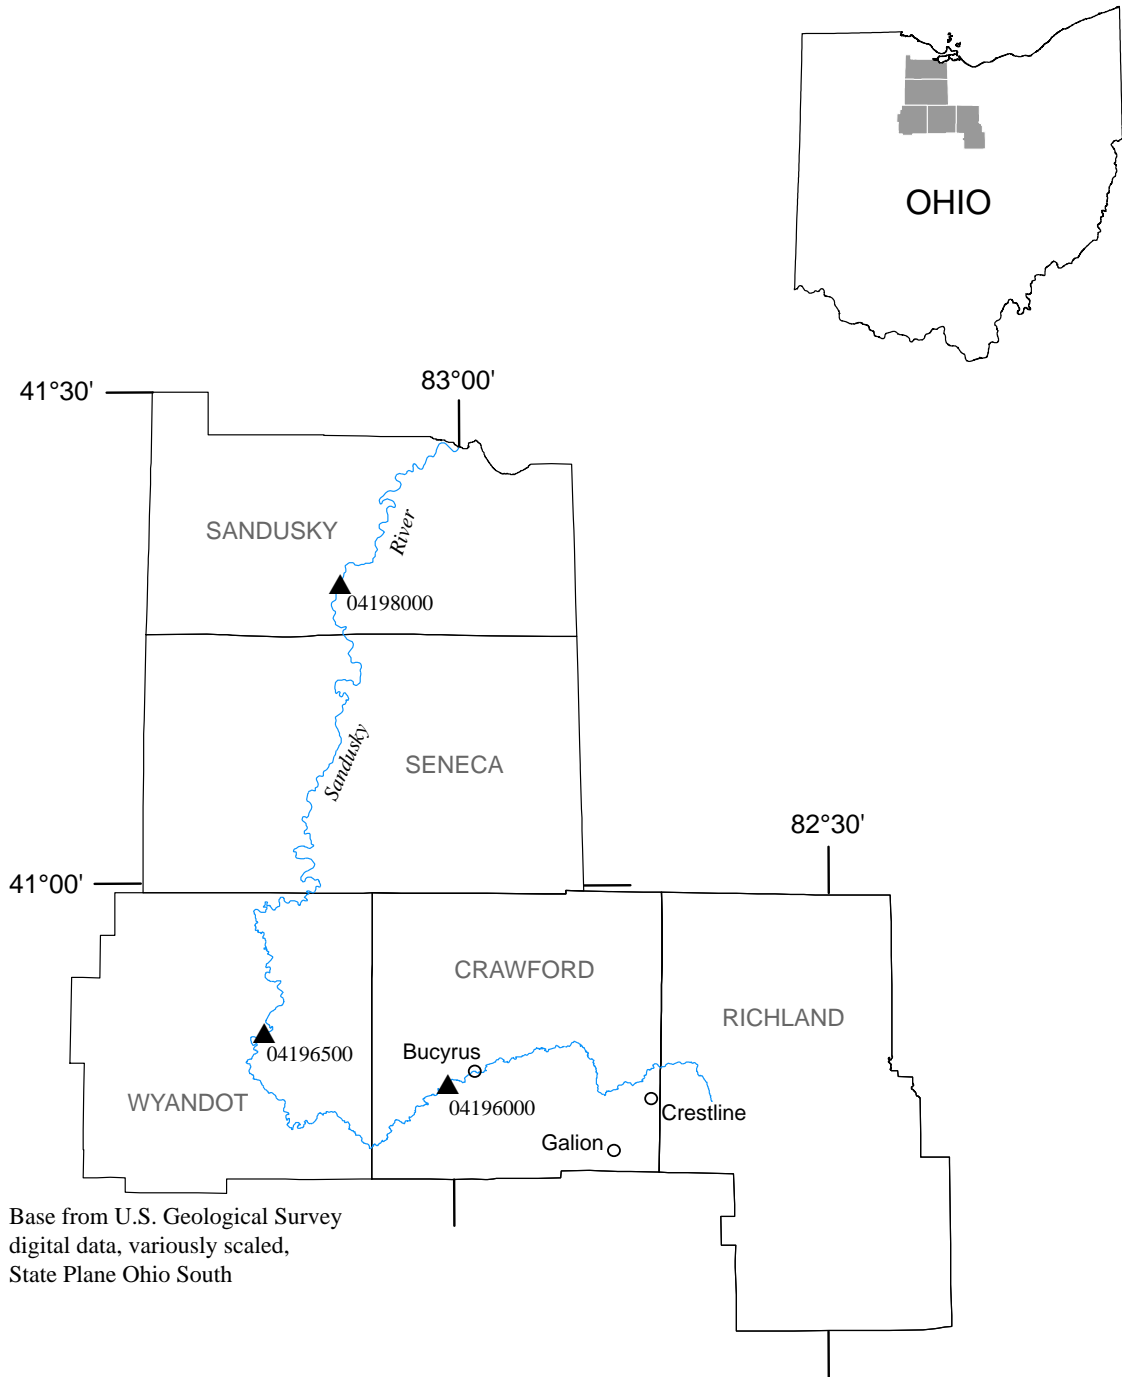 OHIO
41°30'
83°00'
SANDUSKY
River
04198000
Sandusky
SENECA
82°30'
41°00'
CRAWFORD
RICHLAND
Bucyrus
04196500
WYANDOT
04196000
Crestline
Galion
Base from U.S. Geological Survey
digital data, variously scaled,
State Plane Ohio South